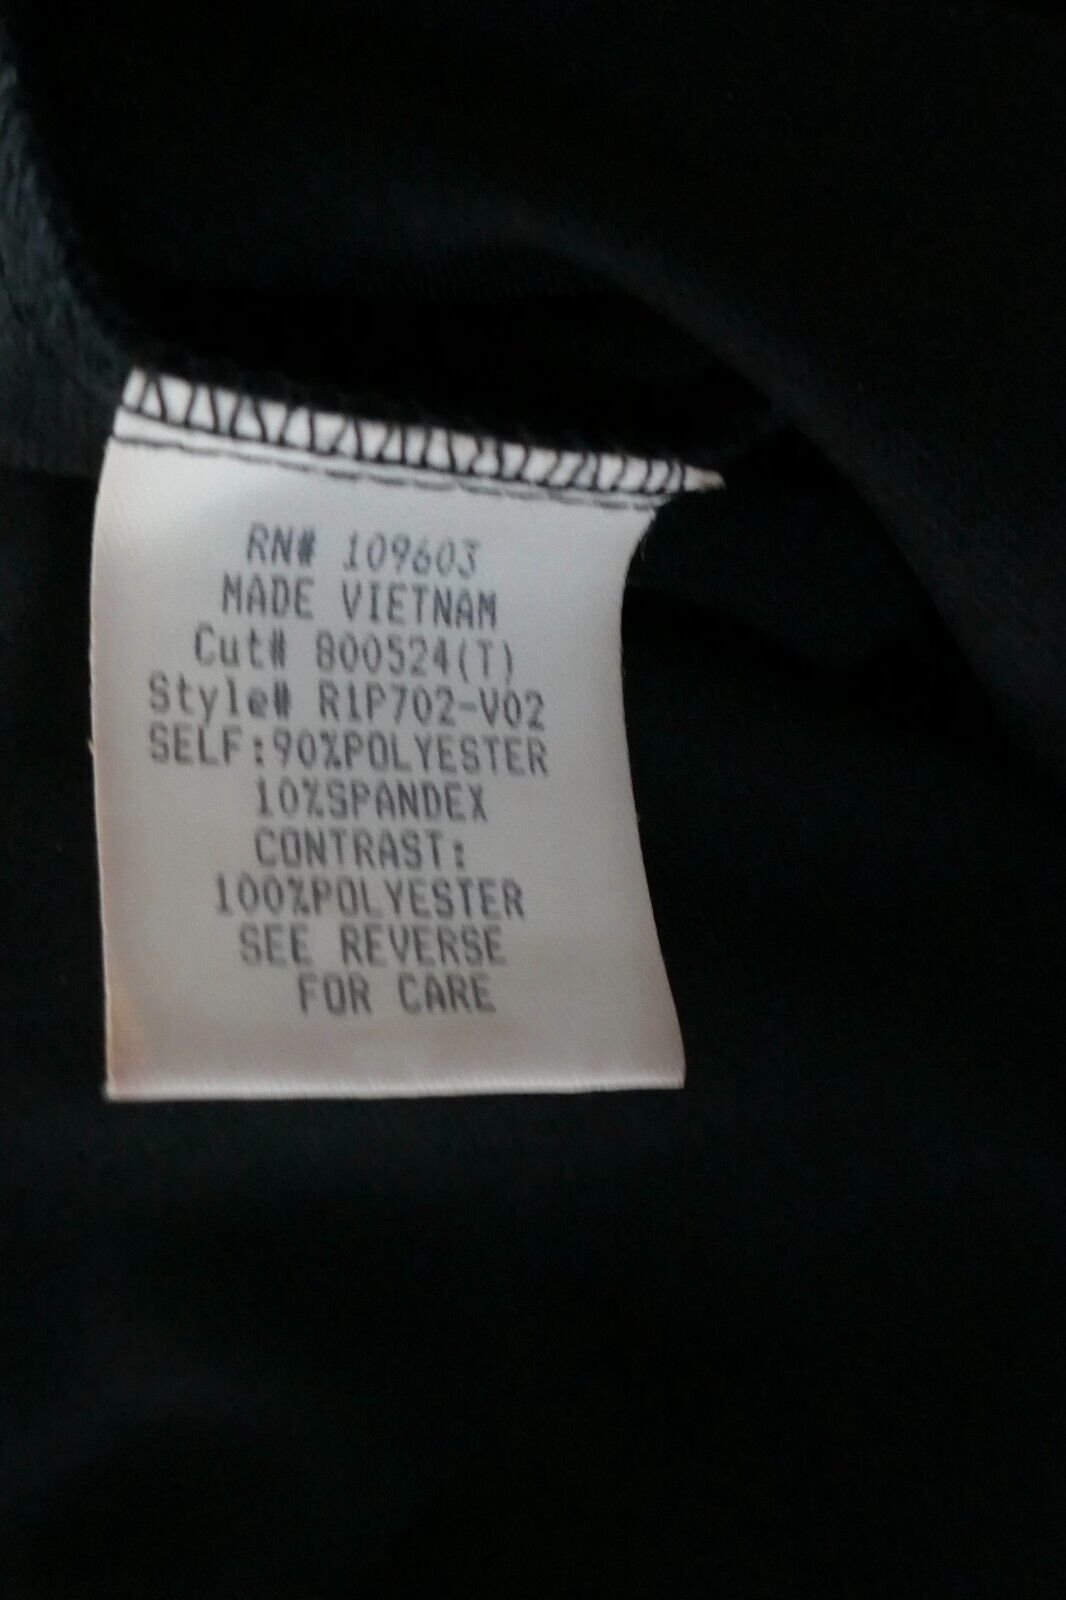 RN# 109603
MADE VIETNAM
Cut# 800524(T)
Style# R1P702-V02
SELF:90%POLYESTER
10%SPANDEX
CONTRAST:
100%POLYESTER
SEE REVERSE
FOR CARE